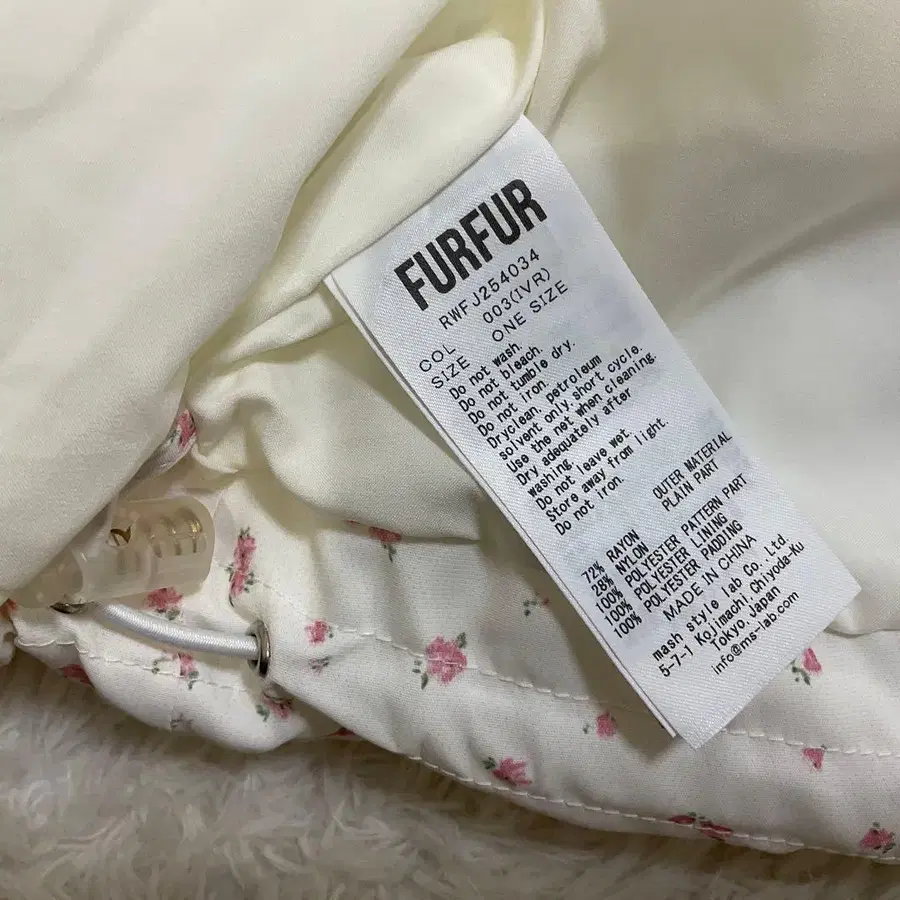 FURFUR
RWFJ254034
COL 003(IVR)
SIZE ONE SIZE
Do not wash.
Do not bleach.
Do not tumble dry.
Do not iron.
Dryclean, petroleum
solvent only, short cycle.
Use the net when cleaning.
Dry adequately after
washing.
Do not leave wet
Store away from light.
Do not iron.
OUTER MATERIAL
PLAIN PART
72% RAYON
28% NYLON
100% POLYESTER PATTERN PART
100% POLYESTER LINING
100% POLYESTER PADDING
MADE IN CHINA
mash style lab Co. Ltd.
5-7-1 Kojimachi,Chiyoda-Ku
Tokyo, Japan
info@ms-lab.com